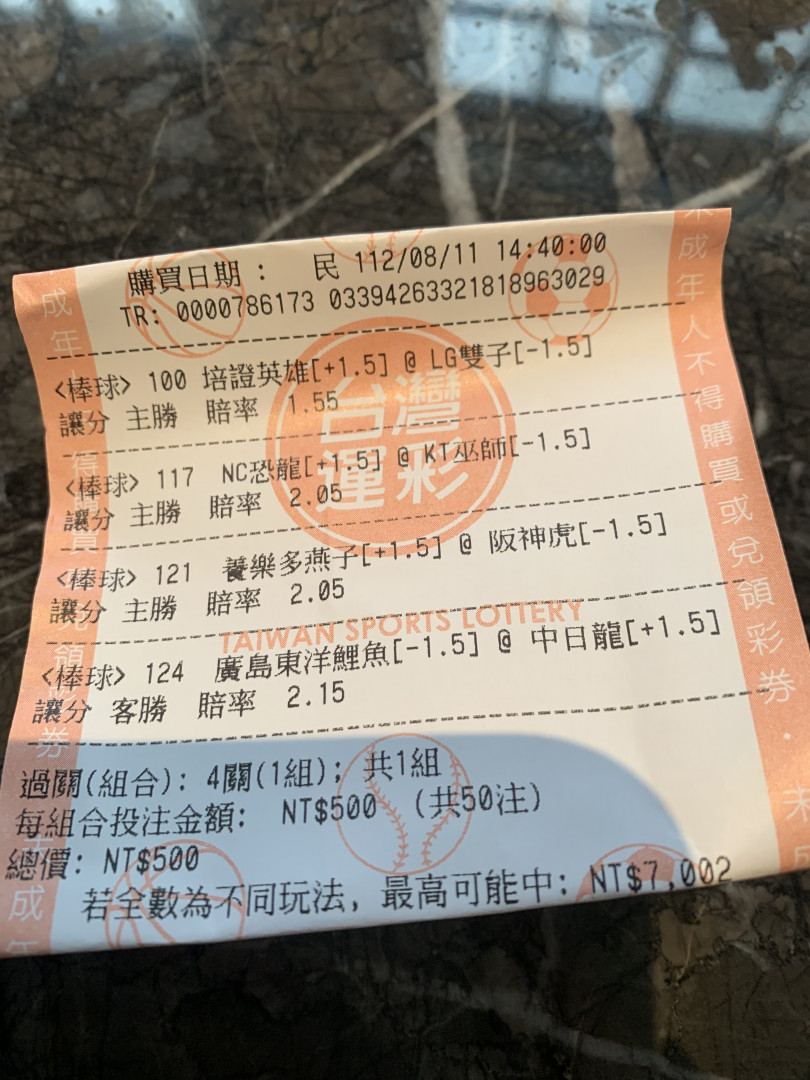 購買日期： 民 112/08/11 14:40:00
TR: 0000786173 03394263321818963029
<棒球> 100 培證英雄[+1.5] @ LG雙子[-1.5]
讓分 主勝 賠率 1.55
<棒球> 117 NC恐龍[+1.5] @ KT巫師[-1.5]
讓分 主勝 賠率 2.05
<棒球> 121 養樂多燕子[+1.5] @ 阪神虎[-1.5]
讓分 主勝 賠率 2.05
TAIWAN SPORTS LOTTERY
<棒球> 124 廣島東洋鯉魚[-1.5] @ 中日龍[+1.5]
讓分 客勝 賠率 2.15
過關(組合): 4關(1組); 共1組
每組合投注金額: NT$500 (共50注)
總價: NT$500
若全數為不同玩法, 最高可能中: NT$7,002
台灣
運彩
未成年人不得購買或兌領彩券．未成